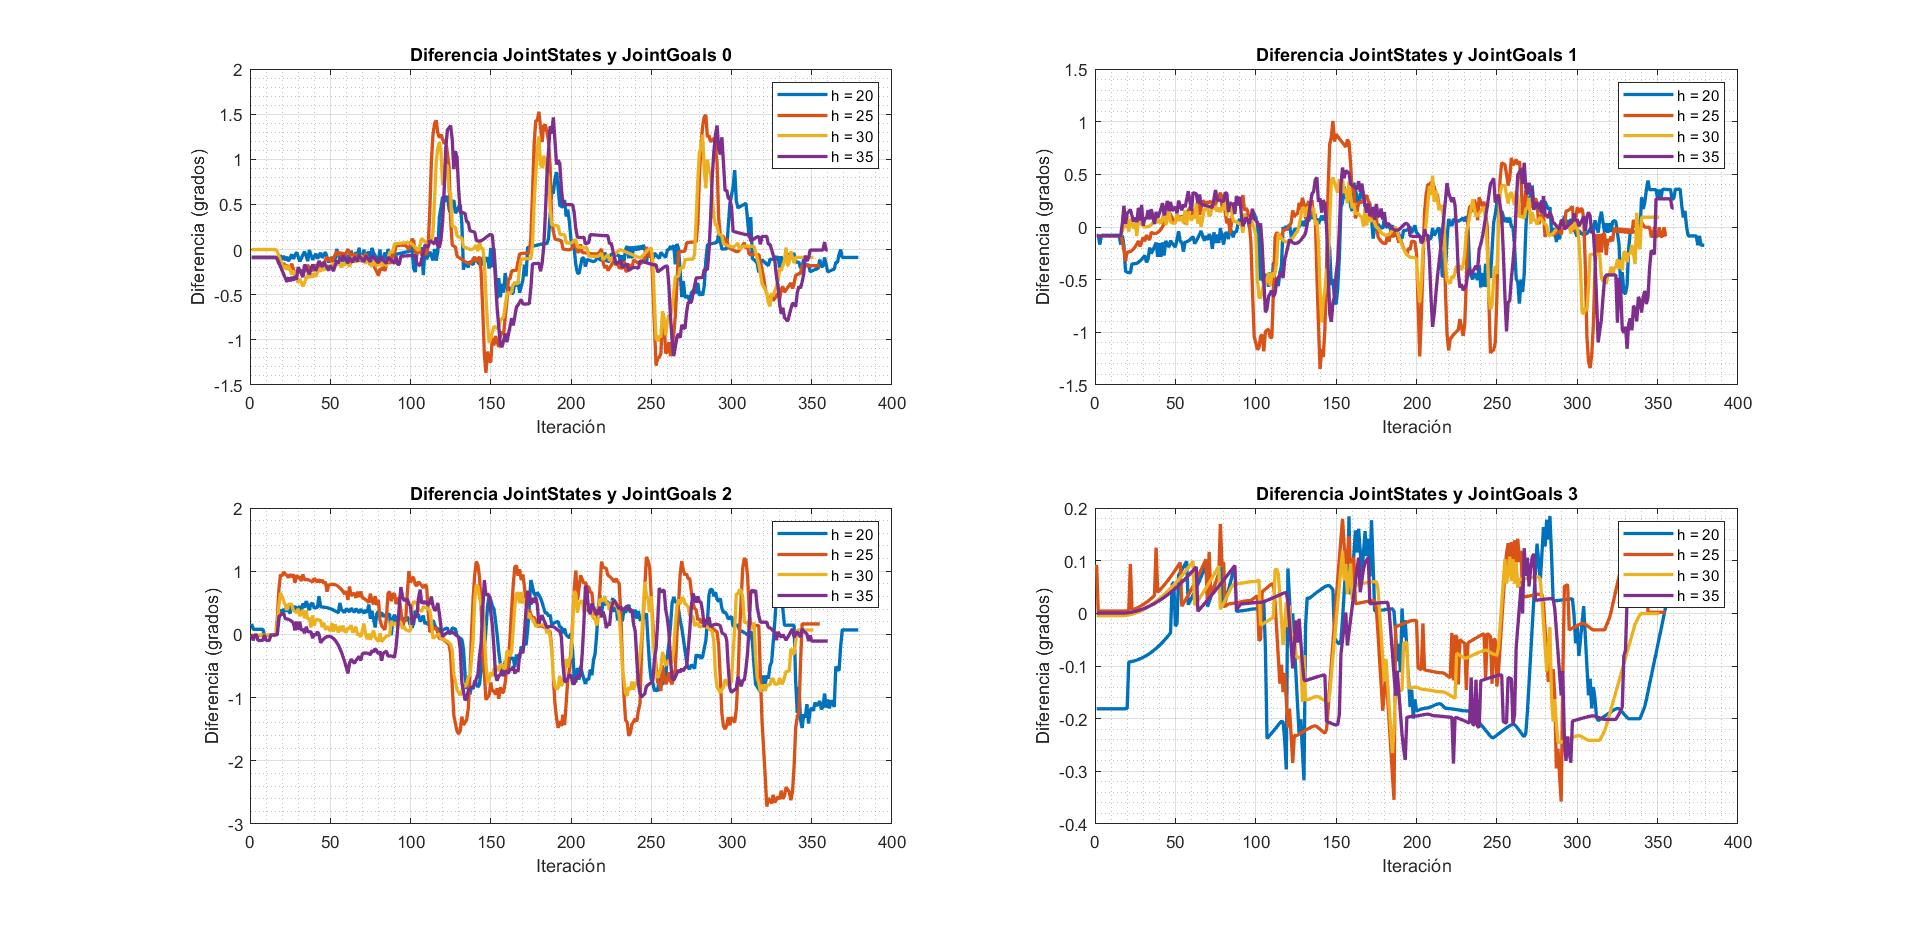 Diferencia JointStates y JointGoals 0
Diferencia (grados)
2
1.5
1
0.5
0
-0.5
-1
-1.5
0 50 100 150 200 250 300 350 400
Iteración
h = 20
h = 25
h = 30
h = 35
Diferencia JointStates y JointGoals 1
Diferencia (grados)
1.5
1
0.5
0
-0.5
-1
-1.5
0 50 100 150 200 250 300 350 400
Iteración
h = 20
h = 25
h = 30
h = 35
Diferencia JointStates y JointGoals 2
Diferencia (grados)
2
1
0
-1
-2
-3
0 50 100 150 200 250 300 350 400
Iteración
h = 20
h = 25
h = 30
h = 35
Diferencia JointStates y JointGoals 3
Diferencia (grados)
0.2
0.1
0
-0.1
-0.2
-0.3
-0.4
0 50 100 150 200 250 300 350 400
Iteración
h = 20
h = 25
h = 30
h = 35